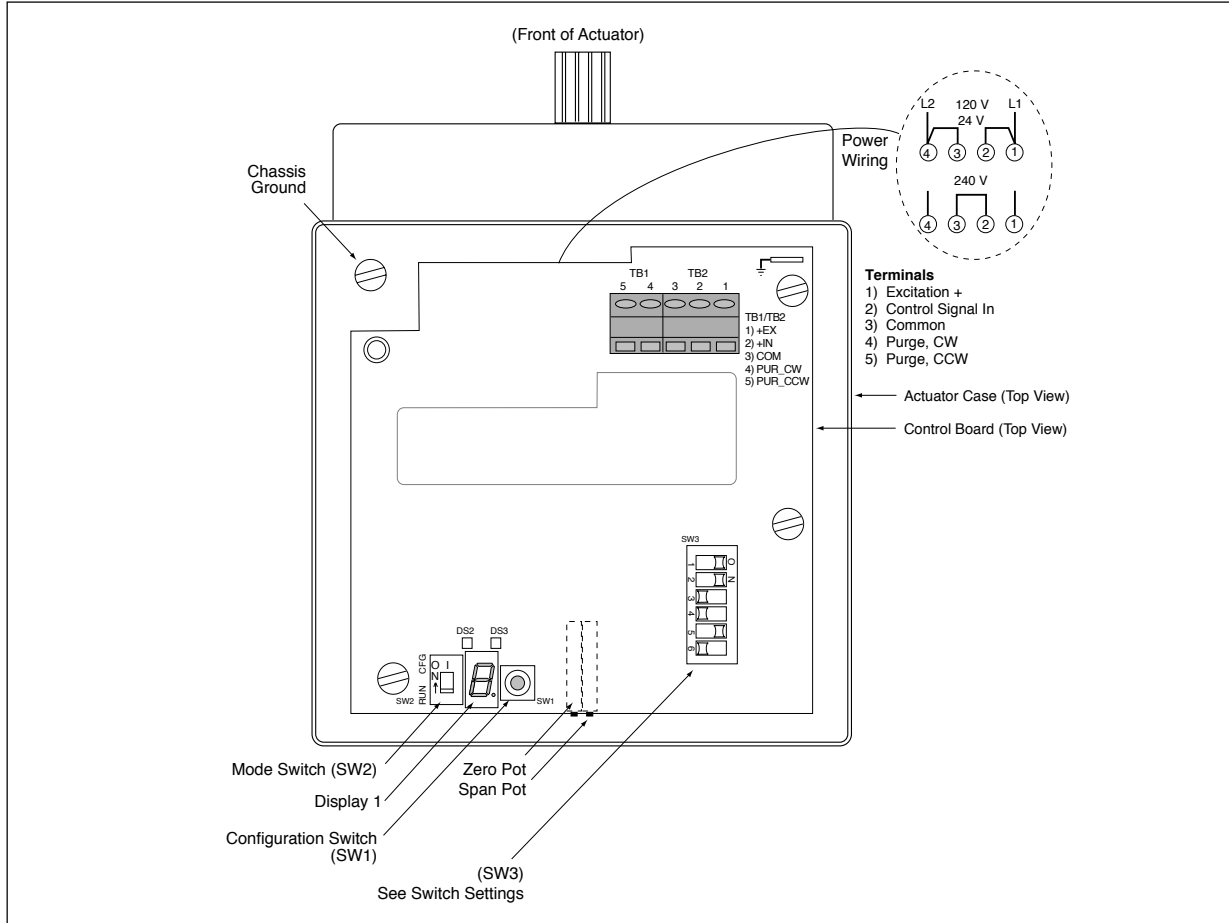 (Front of Actuator)
L2 120 V L1
24 V
4 3 2 1
Power
Wiring
240 V
4 3 2 1
Chassis
Ground
TB1 TB2
5 4 3 2 1
TB1/TB2
1) +EX
2) +IN
3) COM
4) PUR_CW
5) PUR_CCW
Terminals
1) Excitation +
2) Control Signal In
3) Common
4) Purge, CW
5) Purge, CCW
Actuator Case (Top View)
Control Board (Top View)
SW3
O N
1
2
3
4
5
6
DS2 DS3
CFG
RUN
O I
N
SW2
SW1
Mode Switch (SW2)
Display 1
Configuration Switch
(SW1)
Zero Pot
Span Pot
(SW3)
See Switch Settings